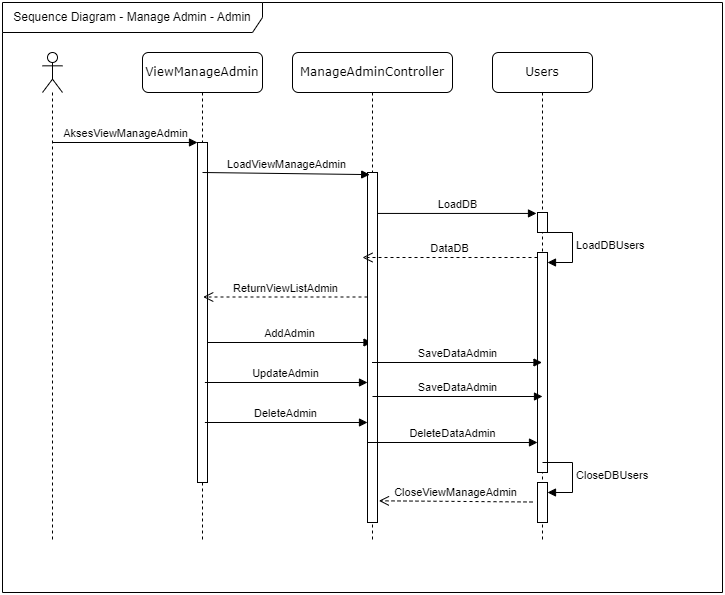 Sequence Diagram - Manage Admin - Admin
ViewManageAdmin
ManageAdminController
Users
AksesViewManageAdmin
LoadViewManageAdmin
LoadDB
LoadDBUsers
DataDB
ReturnViewListAdmin
AddAdmin
SaveDataAdmin
UpdateAdmin
SaveDataAdmin
DeleteAdmin
DeleteDataAdmin
CloseDBUsers
CloseViewManageAdmin